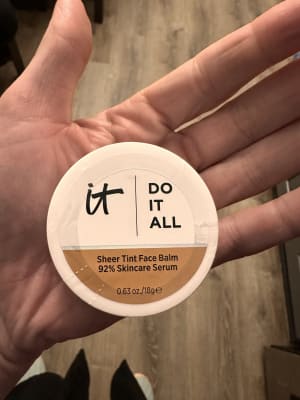 it
DO
IT
ALL
Sheer Tint Face Balm
92% Skincare Serum
0.63 oz./18g e